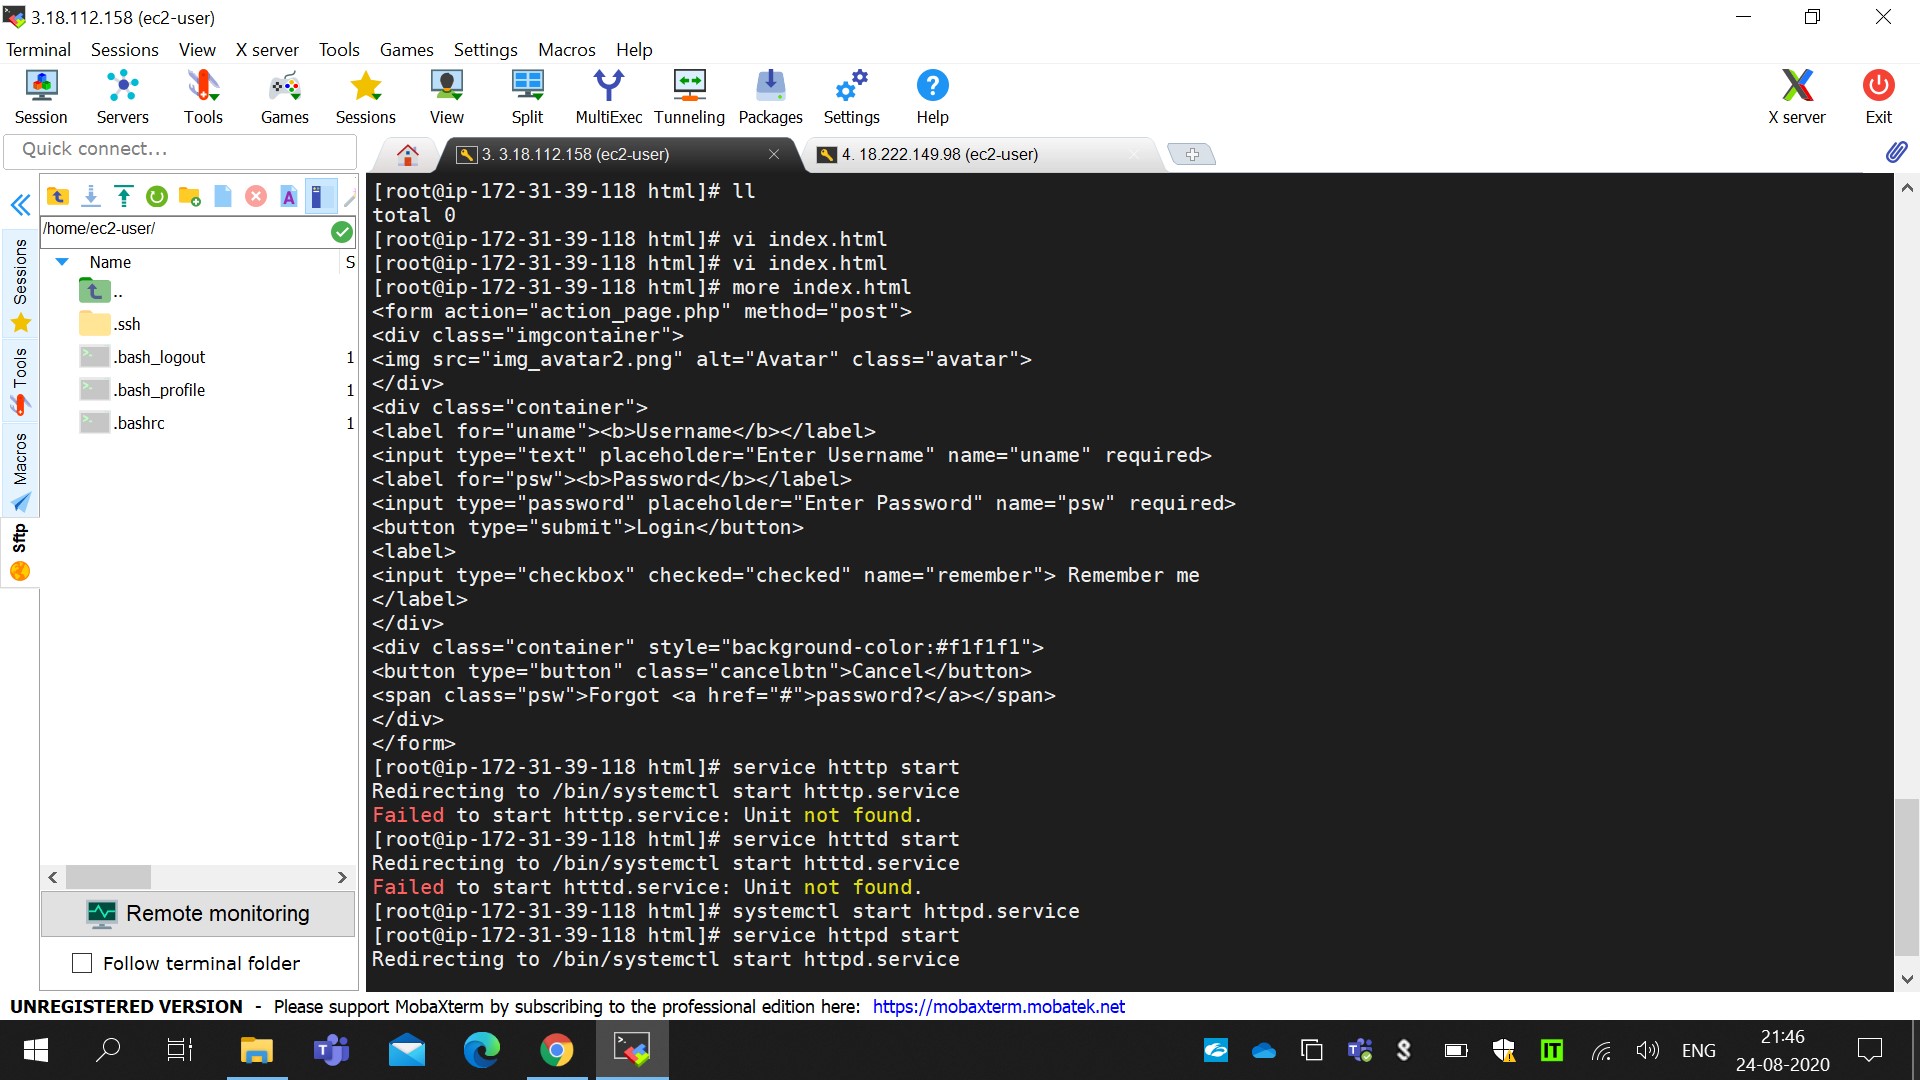 3.18.112.158 (ec2-user)
Terminal Sessions View X server Tools Games Settings Macros Help
Session Servers Tools Games Sessions View Split MultiExec Tunneling Packages Settings Help X server Exit
Quick connect...
3. 3.18.112.158 (ec2-user)
4. 18.222.149.98 (ec2-user)
/home/ec2-user/
Name S
..
.ssh
.bash_logout 1
.bash_profile 1
.bashrc 1
Sessions
Tools
Macros
Sftp
Remote monitoring
Follow terminal folder
[root@ip-172-31-39-118 html]# ll
total 0
[root@ip-172-31-39-118 html]# vi index.html
[root@ip-172-31-39-118 html]# vi index.html
[root@ip-172-31-39-118 html]# more index.html
<form action="action_page.php" method="post">
<div class="imgcontainer">
<img src="img_avatar2.png" alt="Avatar" class="avatar">
</div>
<div class="container">
<label for="uname"><b>Username</b></label>
<input type="text" placeholder="Enter Username" name="uname" required>
<label for="psw"><b>Password</b></label>
<input type="password" placeholder="Enter Password" name="psw" required>
<button type="submit">Login</button>
<label>
<input type="checkbox" checked="checked" name="remember"> Remember me
</label>
</div>
<div class="container" style="background-color:#f1f1f1">
<button type="button" class="cancelbtn">Cancel</button>
<span class="psw">Forgot <a href="#">password?</a></span>
</div>
</form>
[root@ip-172-31-39-118 html]# service htttp start
Redirecting to /bin/systemctl start htttp.service
Failed to start htttp.service: Unit not found.
[root@ip-172-31-39-118 html]# service htttd start
Redirecting to /bin/systemctl start htttd.service
Failed to start htttd.service: Unit not found.
[root@ip-172-31-39-118 html]# systemctl start httpd.service
[root@ip-172-31-39-118 html]# service httpd start
Redirecting to /bin/systemctl start httpd.service
UNREGISTERED VERSION - Please support MobaXterm by subscribing to the professional edition here: https://mobaxterm.mobatek.net
ENG
21:46
24-08-2020